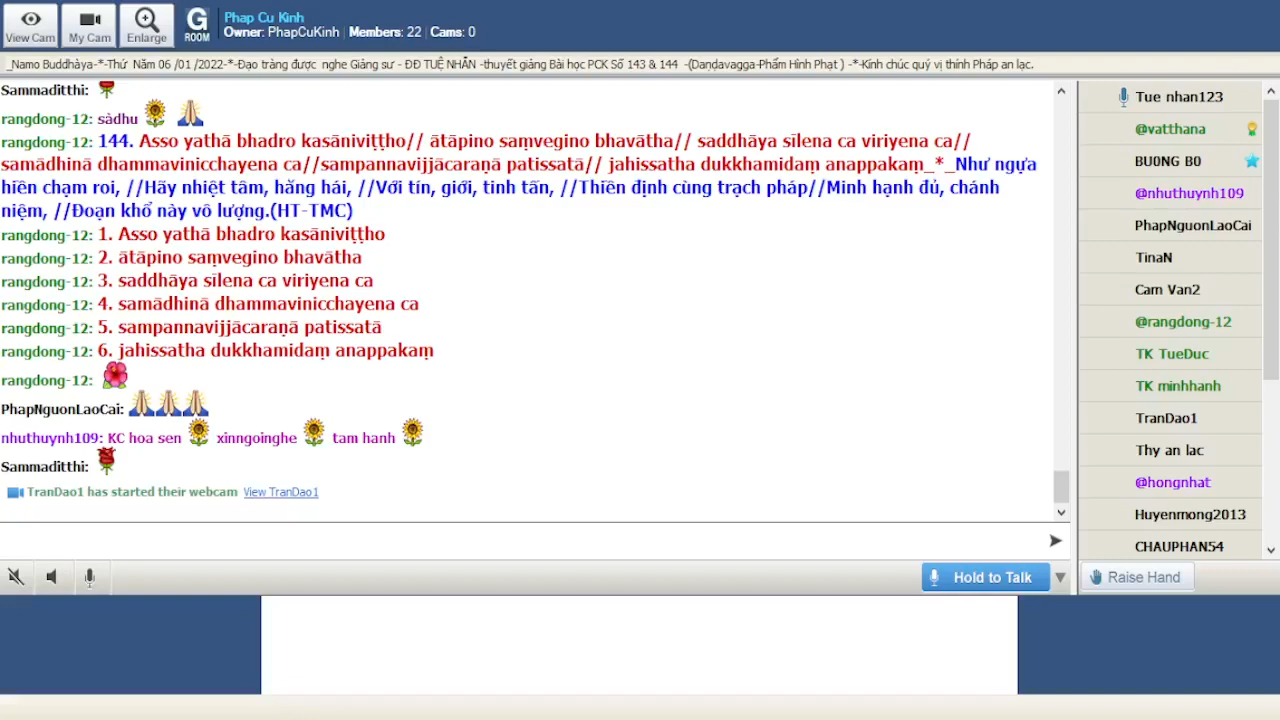 View Cam
My Cam
Enlarge
G
ROOM
Phap Cu Kinh
Owner: PhapCuKinh | Members: 22 | Cams: 0
_Namo Buddhàya-*-Thứ Năm 06 /01 /2022-*-Đạo tràng được nghe Giảng sư - ĐĐ TUỆ NHẪN -thuyết giảng Bài học PCK Số 143 & 144 -(Daṇḍavagga-Phẩm Hình Phạt ) -*-Kính chúc quý vị thính Pháp an lạc.
Sammadìtthi:
rangdong-12: sàdhu
rangdong-12: 144. Asso yathā bhadro kasāniviṭṭho// ātāpino saṃvegino bhavātha// saddhāya sīlena ca viriyena ca//
samādhinā dhammavinicchayena ca//sampannavijjācaraṇā patissatā// jahissatha dukkhamidaṃ anappakaṃ_*_Như ngựa
hiền chạm roi, //Hãy nhiệt tâm, hăng hái, //Với tín, giới, tinh tấn, //Thiền định cùng trạch pháp//Minh hạnh đủ, chánh
niệm, //Đoạn khổ này vô lượng.(HT-TMC)
rangdong-12: 1. Asso yathā bhadro kasāniviṭṭho
rangdong-12: 2. ātāpino saṃvegino bhavātha
rangdong-12: 3. saddhāya sīlena ca viriyena ca
rangdong-12: 4. samādhinā dhammavinicchayena ca
rangdong-12: 5. sampannavijjācaraṇā patissatā
rangdong-12: 6. jahissatha dukkhamidaṃ anappakaṃ
rangdong-12:
PhapNguonLaoCai:
nhuthuynh109: KC hoa sen xinngoinghe tam hanh
Sammadìtthi:
TranDao1 has started their webcam View TranDao1
Hold to Talk
Tue nhan123
@vatthana
BU0NG B0
@nhuthuynh109
PhapNguonLaoCai
TinaN
Cam Van2
@rangdong-12
TK TueDuc
TK minhhanh
TranDao1
Thy an lac
@hongnhat
Huyenmong2013
CHAUPHAN54
Raise Hand